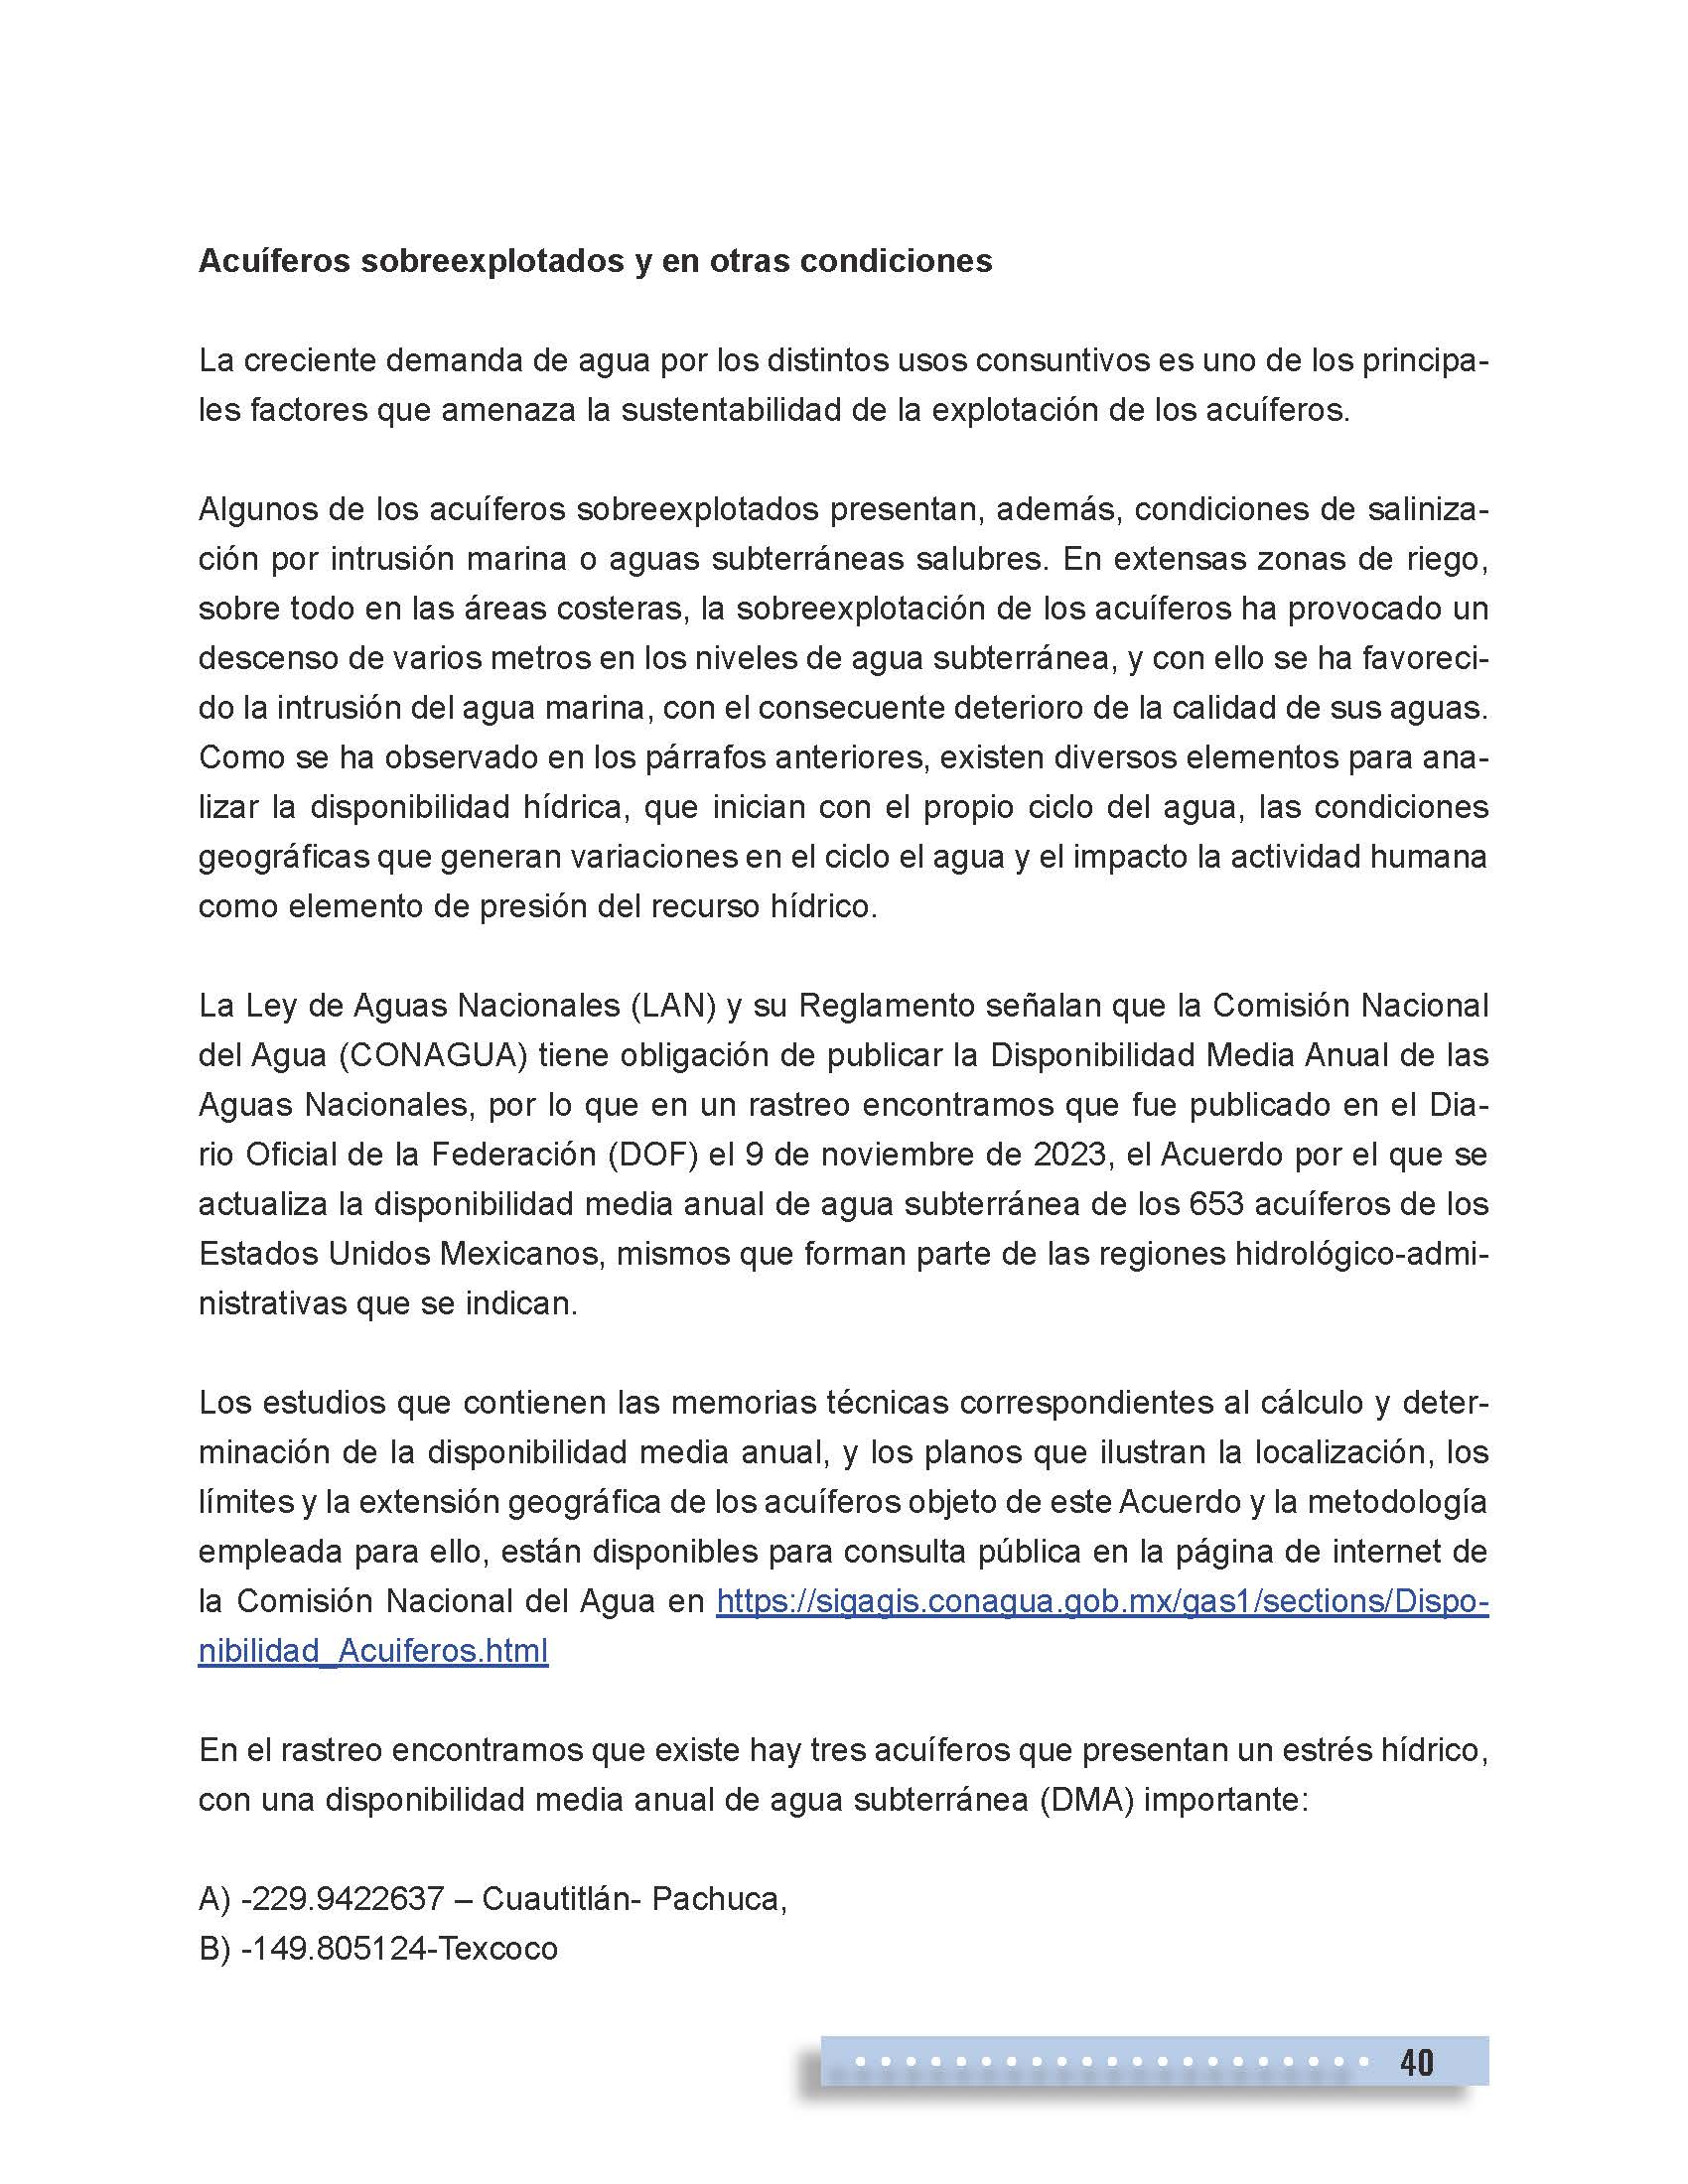 Acuíferos sobreexplotados y en otras condiciones
La creciente demanda de agua por los distintos usos consuntivos es uno de los principa-
les factores que amenaza la sustentabilidad de la explotación de los acuíferos.
Algunos de los acuíferos sobreexplotados presentan, además, condiciones de saliniza-
ción por intrusión marina o aguas subterráneas salubres. En extensas zonas de riego,
sobre todo en las áreas costeras, la sobreexplotación de los acuíferos ha provocado un
descenso de varios metros en los niveles de agua subterránea, y con ello se ha favoreci-
do la intrusión del agua marina, con el consecuente deterioro de la calidad de sus aguas.
Como se ha observado en los párrafos anteriores, existen diversos elementos para ana-
lizar la disponibilidad hídrica, que inician con el propio ciclo del agua, las condiciones
geográficas que generan variaciones en el ciclo el agua y el impacto la actividad humana
como elemento de presión del recurso hídrico.
La Ley de Aguas Nacionales (LAN) y su Reglamento señalan que la Comisión Nacional
del Agua (CONAGUA) tiene obligación de publicar la Disponibilidad Media Anual de las
Aguas Nacionales, por lo que en un rastreo encontramos que fue publicado en el Dia-
rio Oficial de la Federación (DOF) el 9 de noviembre de 2023, el Acuerdo por el que se
actualiza la disponibilidad media anual de agua subterránea de los 653 acuíferos de los
Estados Unidos Mexicanos, mismos que forman parte de las regiones hidrológico-admi-
nistrativas que se indican.
Los estudios que contienen las memorias técnicas correspondientes al cálculo y deter-
minación de la disponibilidad media anual, y los planos que ilustran la localización, los
límites y la extensión geográfica de los acuíferos objeto de este Acuerdo y la metodología
empleada para ello, están disponibles para consulta pública en la página de internet de
la Comisión Nacional del Agua en https://sigagis.conagua.gob.mx/gas1/sections/Dispo-
nibilidad_Acuiferos.html
En el rastreo encontramos que existe hay tres acuíferos que presentan un estrés hídrico,
con una disponibilidad media anual de agua subterránea (DMA) importante:
A) -229.9422637 – Cuautitlán- Pachuca,
B) -149.805124-Texcoco
40